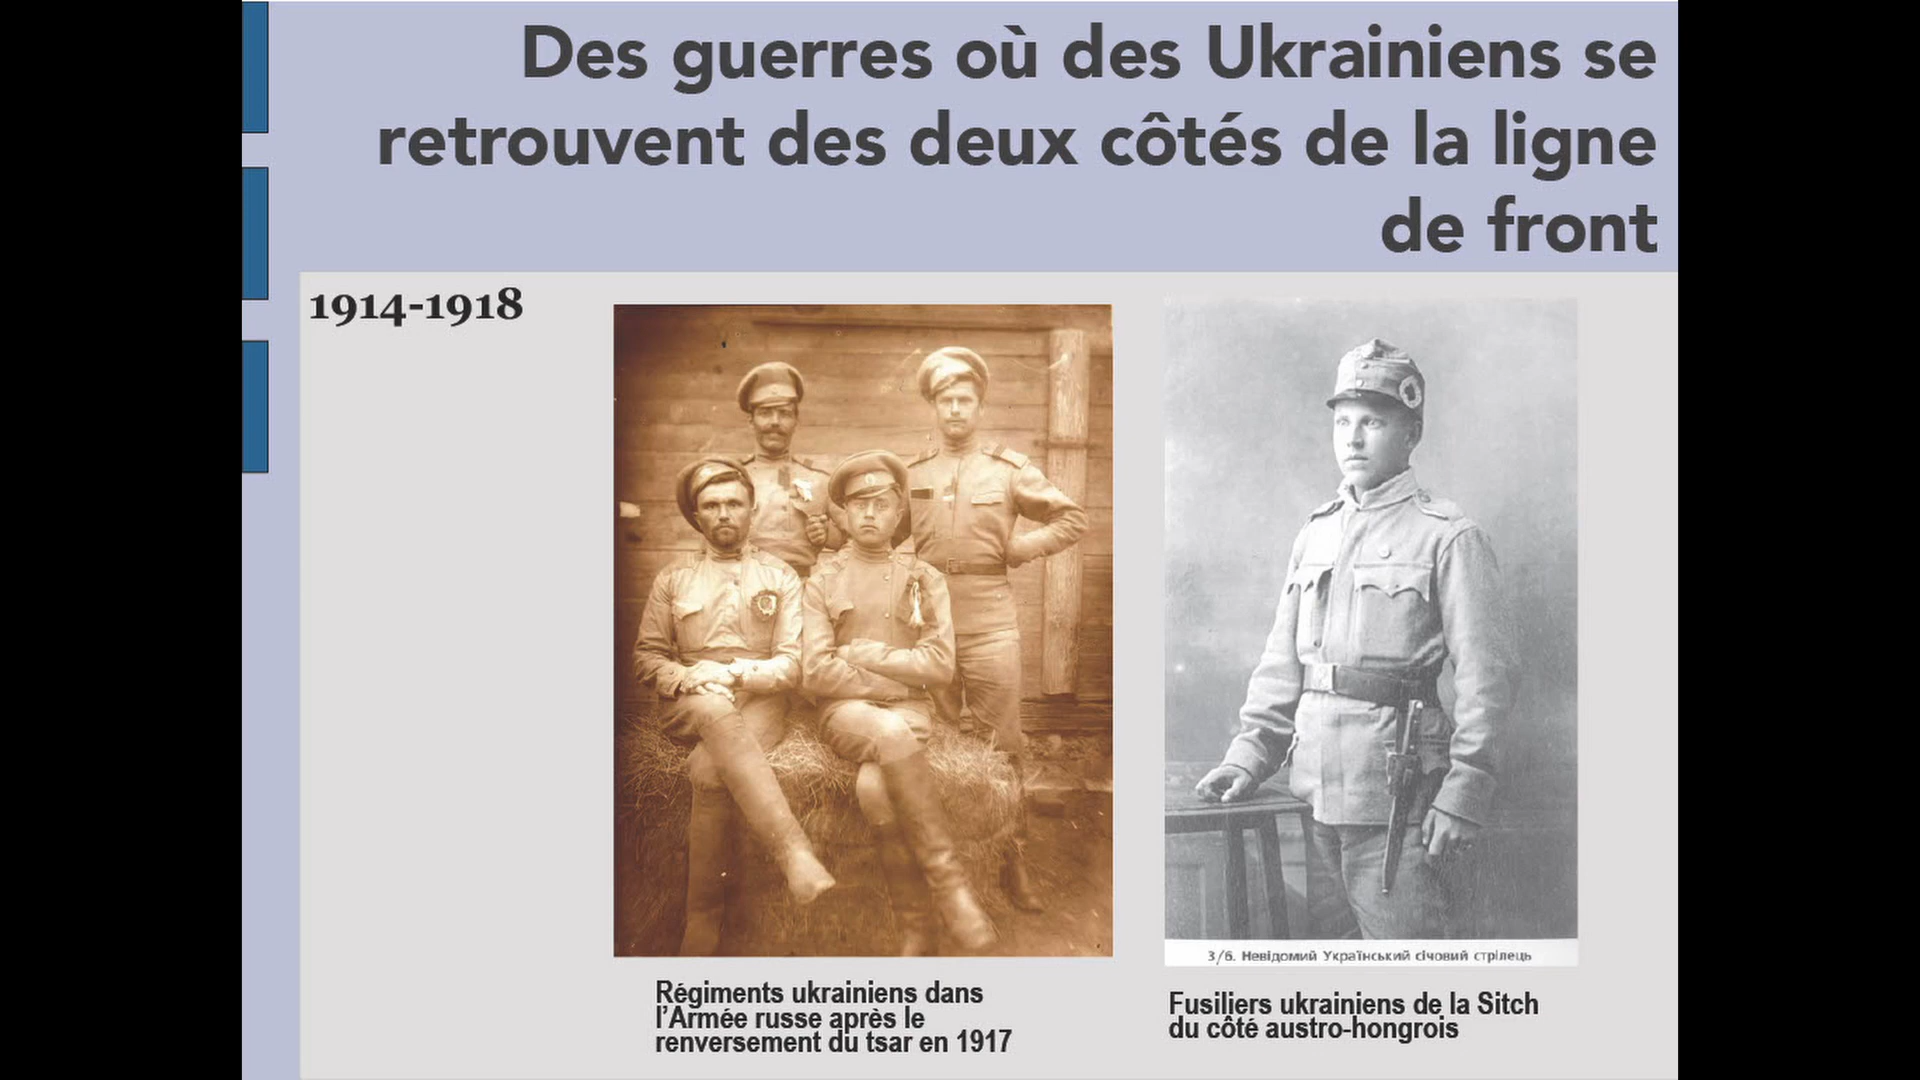 Des guerres où des Ukrainiens se
retrouvent des deux côtés de la ligne
de front
1914-1918
3/6. Невідомий Український січовий стрілець
Régiments ukrainiens dans
l’Armée russe après le
renversement du tsar en 1917
Fusiliers ukrainiens de la Sitch
du côté austro-hongrois